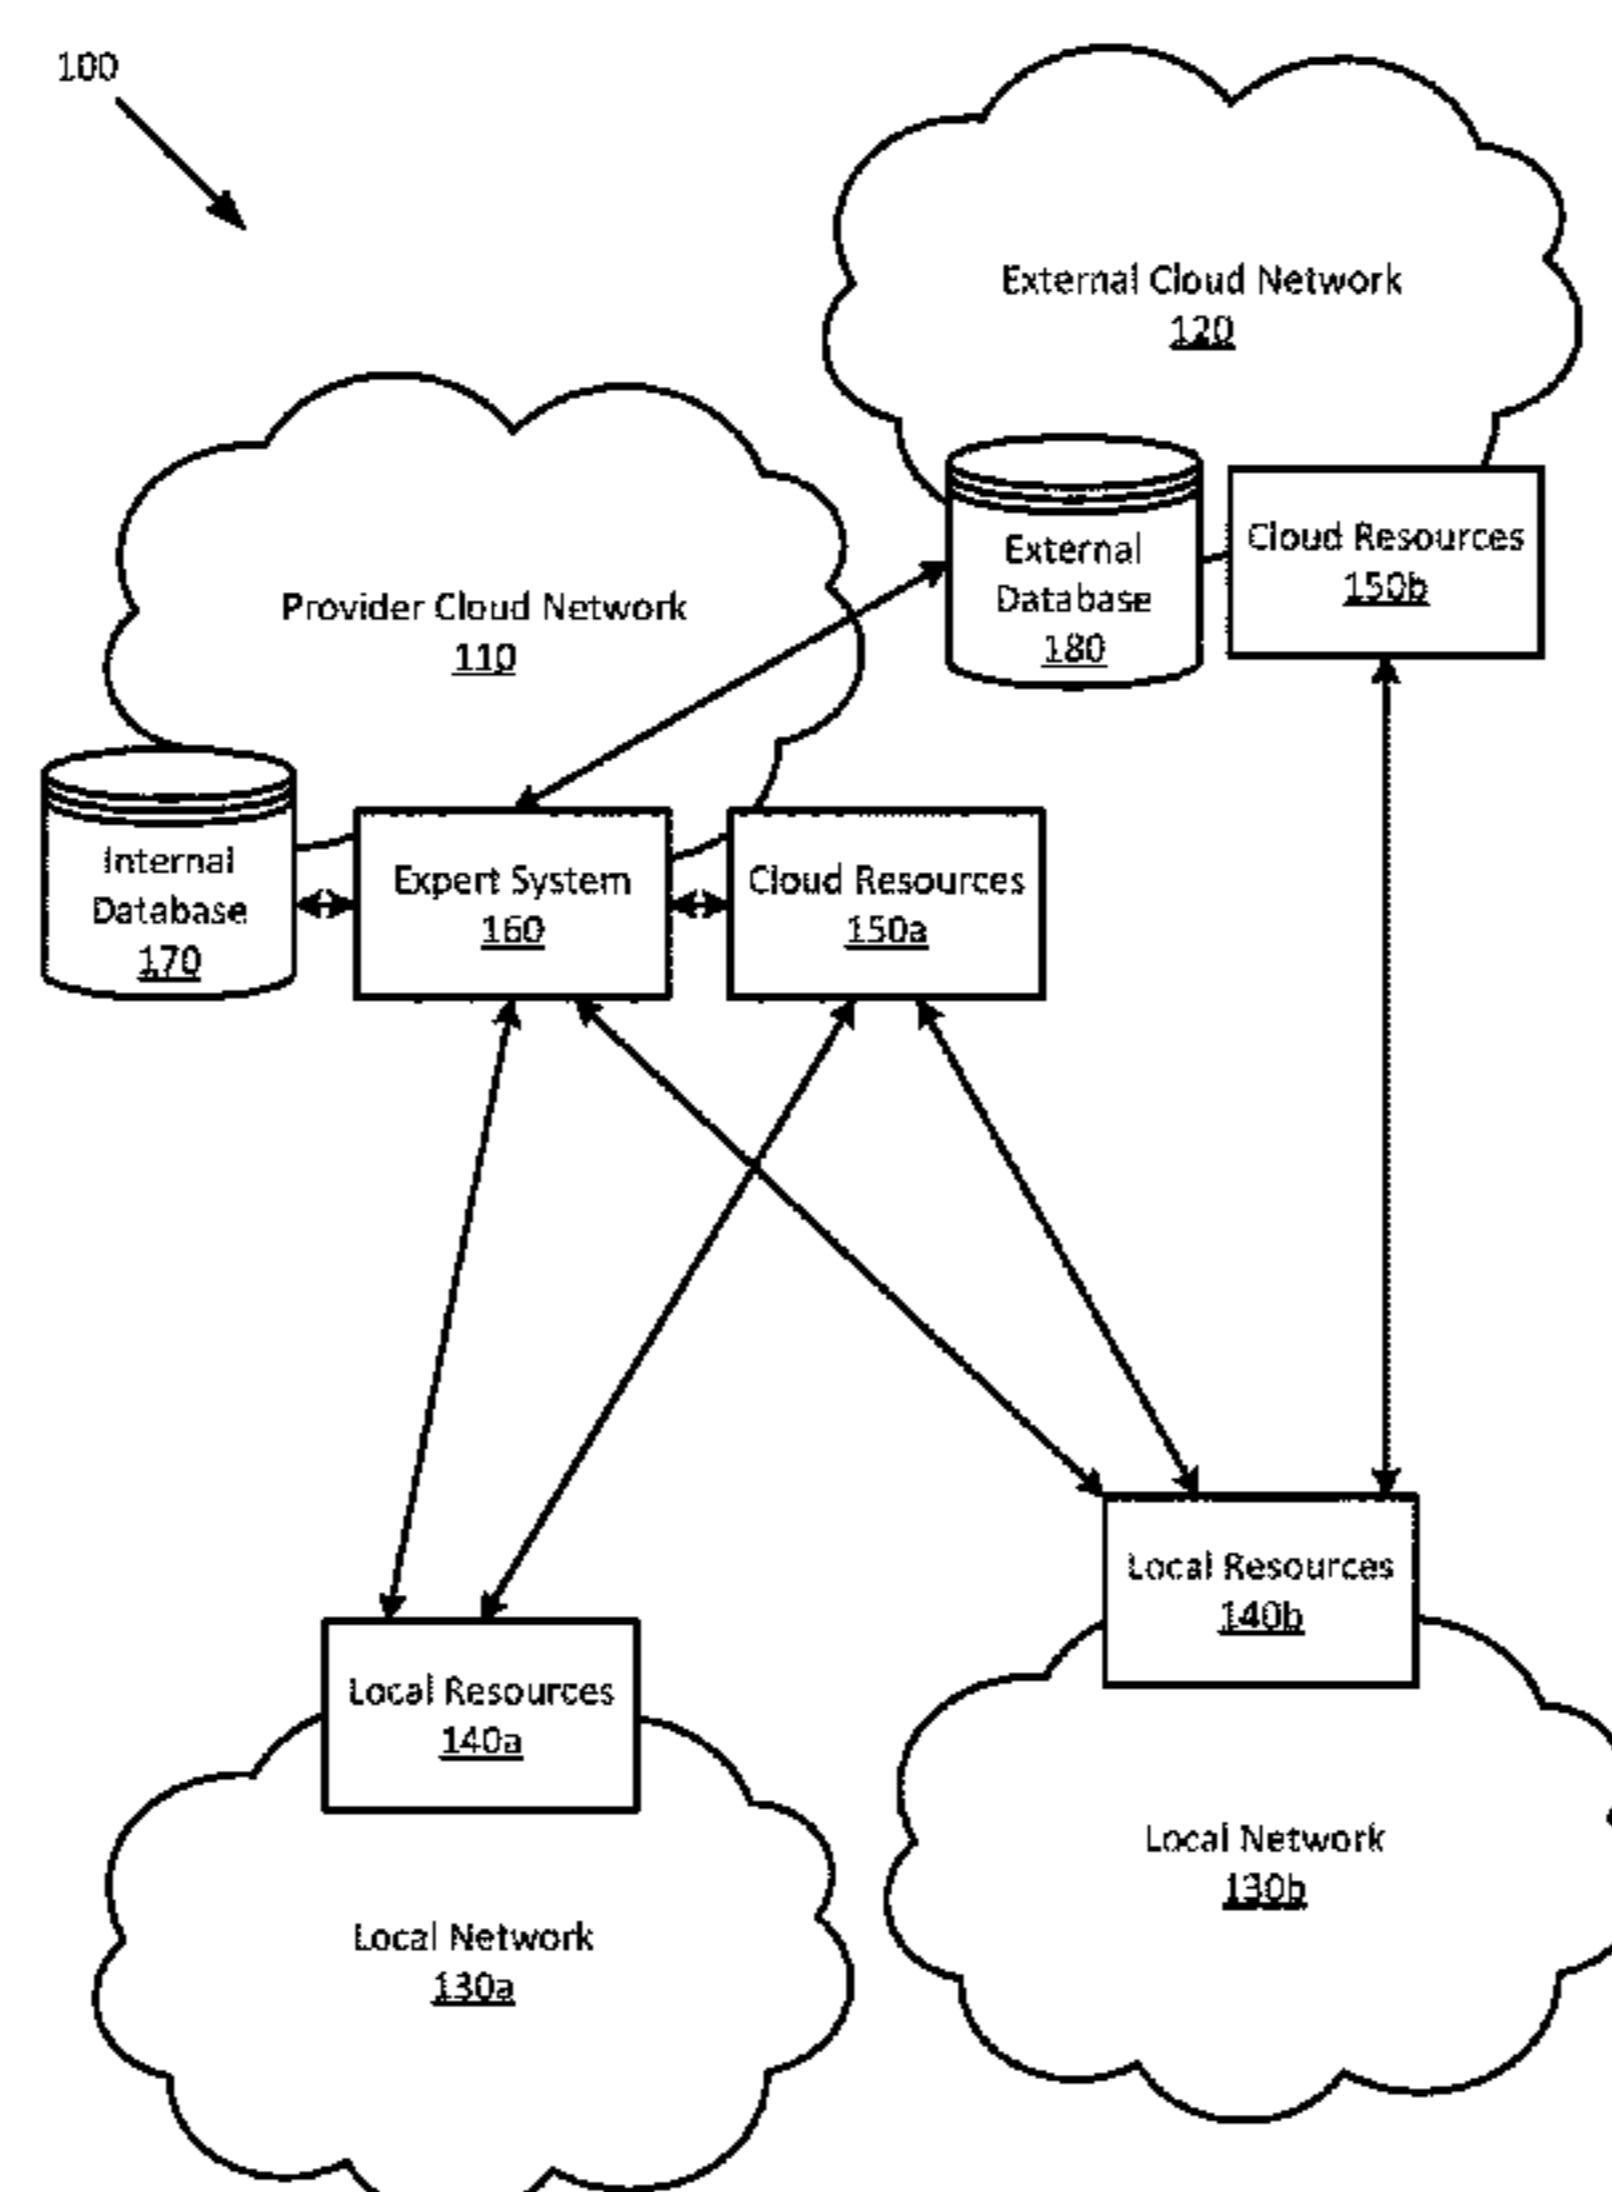 100
External Cloud Network
120
External
Database
180
Cloud Resources
150b
Provider Cloud Network
110
Internal
Database
170
Expert System
160
Cloud Resources
150a
Local Resources
140b
Local Resources
140a
Local Network
130b
Local Network
130a